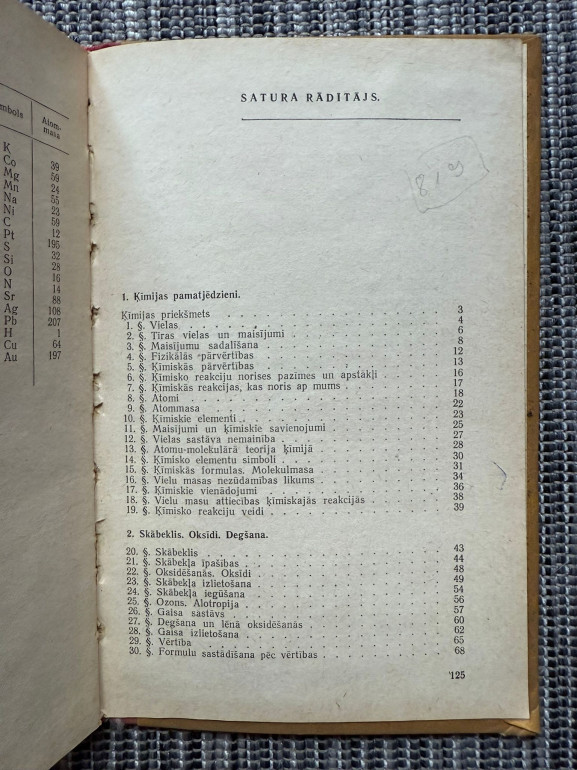 mbols Atom-
masa
K 39
Co 59
Mg 24
Mn 55
Na 23
Ni 59
C 12
Pt 195
S 32
Si 28
O 16
N 14
Sr 88
Ag 108
Pb 207
H 1
Cu 64
Au 197
SATURA RĀDĪTĀJS.
1. Ķīmijas pamatjēdzieni.
Ķīmijas priekšmets 3
1. §. Vielas 4
2. §. Tīras vielas un maisījumi 6
3. §. Maisījumu sadalīšana 8
4. §. Fizikālās pārvērtības 12
5. §. Ķīmiskās pārvērtības 13
6. §. Ķīmisko reakciju norises pazīmes un apstākļi 16
7. §. Ķīmiskās reakcijas, kas noris ap mums 17
8. §. Atomi 18
9. §. Atommasa 22
10. §. Ķīmiskie elementi 23
11. §. Maisījumi un ķīmiskie savienojumi 25
12. §. Vielas sastāva nemainība 27
13. §. Atomu-molekulārā teorija ķīmijā 28
14. §. Ķīmisko elementu simboli 30
15. §. Ķīmiskās formulas. Molekulmasa 31
16. §. Vielu masas nezūdamības likums 34
17. §. Ķīmiskie vienādojumi 36
18. §. Vielu masu attiecības ķīmiskajās reakcijās 38
19. §. Ķīmisko reakciju veidi 39
2. Skābeklis. Oksīdi. Degšana.
20. §. Skābeklis 43
21. §. Skābekļa īpašības 44
22. §. Oksidēšanās. Oksīdi 48
23. §. Skābekļa izlietošana 49
24. §. Skābekļa iegūšana 54
25. §. Ozons. Alotropija 56
26. §. Gaisa sastāvs 57
27. §. Degšana un lēnā oksidēšanās 60
28. §. Gaisa izlietošana 62
29. §. Vērtība 65
30. §. Formulu sastādīšana pēc vērtības 68
125